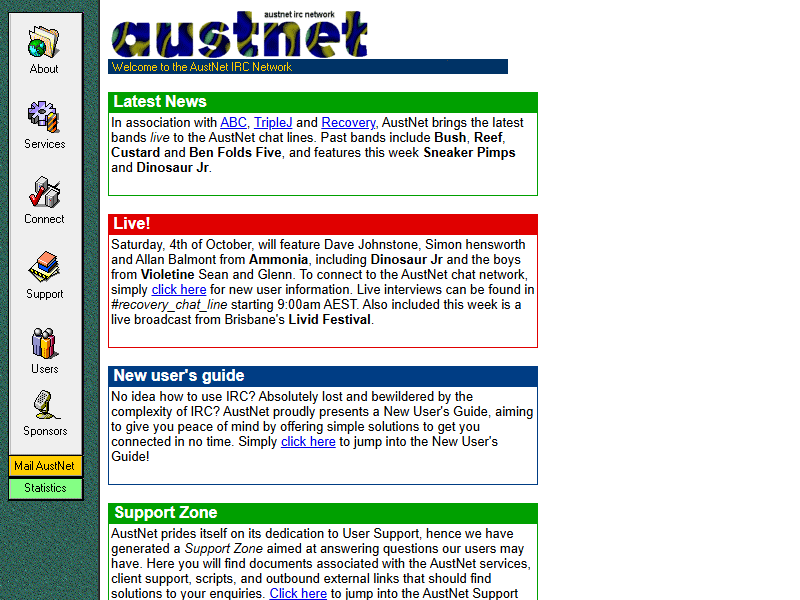 About
Services
Connect
Support
Users
Sponsors
Mail AustNet
Statistics
austnet irc network
austnet
Welcome to the AustNet IRC Network
Latest News
In association with ABC, TripleJ and Recovery, AustNet brings the latest
bands live to the AustNet chat lines. Past bands include Bush, Reef,
Custard and Ben Folds Five, and features this week Sneaker Pimps
and Dinosaur Jr.
Live!
Saturday, 4th of October, will feature Dave Johnstone, Simon hensworth
and Allan Balmont from Ammonia, including Dinosaur Jr and the boys
from Violetine Sean and Glenn. To connect to the AustNet chat network,
simply click here for new user information. Live interviews can be found in
#recovery_chat_line starting 9:00am AEST. Also included this week is a
live broadcast from Brisbane's Livid Festival.
New user's guide
No idea how to use IRC? Absolutely lost and bewildered by the
complexity of IRC? AustNet proudly presents a New User's Guide, aiming
to give you peace of mind by offering simple solutions to get you
connected in no time. Simply click here to jump into the New User's
Guide!
Support Zone
AustNet prides itself on its dedication to User Support, hence we have
generated a Support Zone aimed at answering questions our users may
have. Here you will find documents associated with the AustNet services,
client support, scripts, and outbound external links that should find
solutions to your enquiries. Click here to jump into the AustNet Support